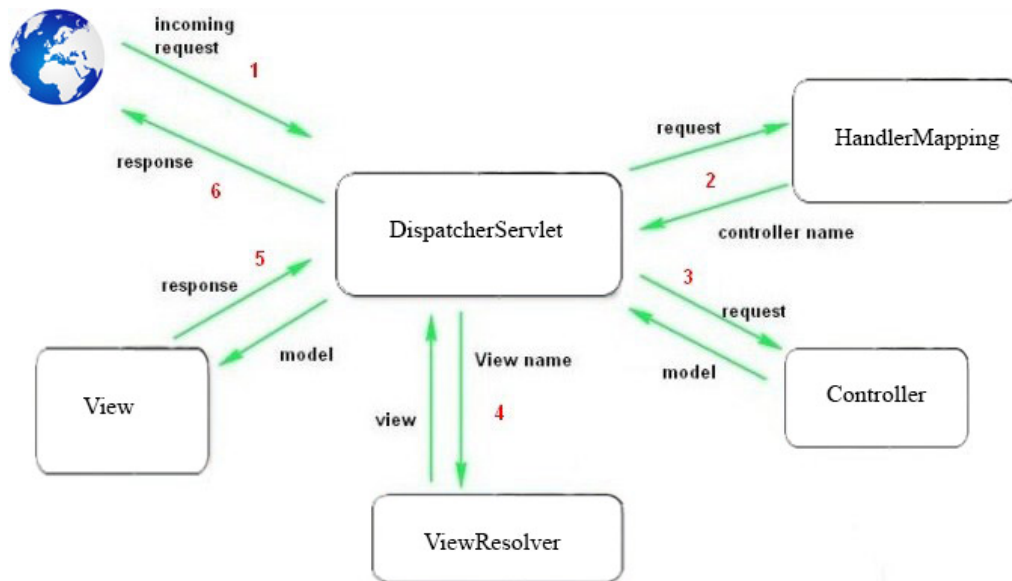 incoming
request
1
request
HandlerMapping
2
controller name
response
6
DispatcherServlet
5
response
3
request
model
model
View
View name
4
view
Controller
ViewResolver